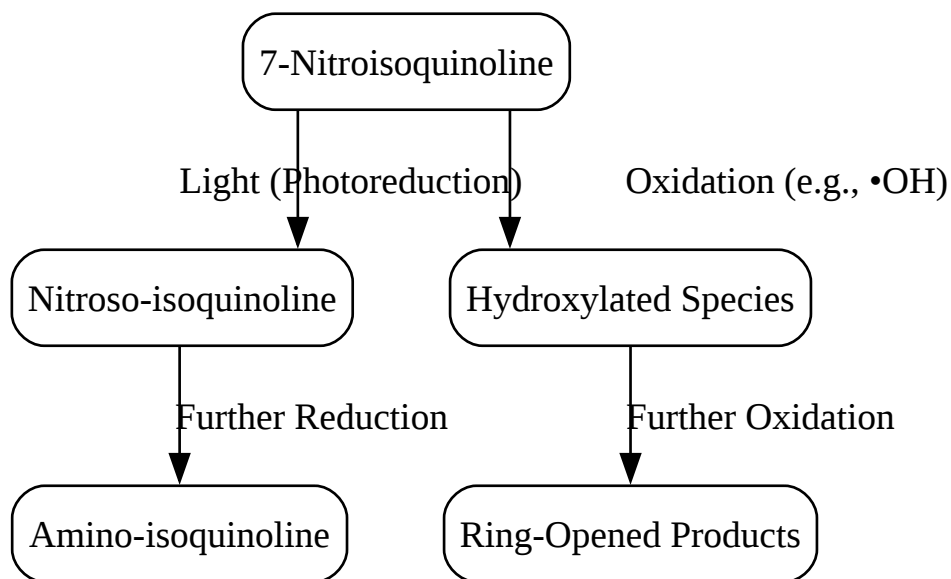 7-Nitroisoquinoline
Light (Photoreduction)
Oxidation (e.g., •OH)
Nitroso-isoquinoline
Hydroxylated Species
Further Reduction
Further Oxidation
Amino-isoquinoline
Ring-Opened Products